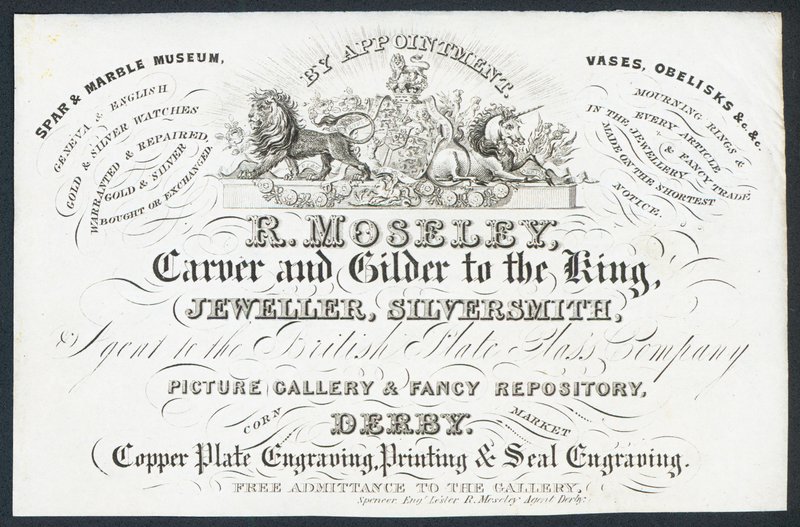 BY APPOINTMENT
SPAR & MARBLE MUSEUM,
GENEVA & ENGLISH
GOLD & SILVER WATCHES
WARRANTED & REPAIRED,
GOLD & SILVER
BOUGHT OR EXCHANGED
VASES, OBELISKS &c. &c.
MOURNING RINGS &
EVERY ARTICLE
IN THE JEWELLERY & FANCY TRADE
MADE ON THE SHORTEST
NOTICE.
R. MOSELEY,
Carver and Gilder to the King,
JEWELLER, SILVERSMITH,
& Agent to the British Plate Glass Company
PICTURE GALLERY & FANCY REPOSITORY,
CORN MARKET
DERBY.
Copper Plate Engraving, Printing & Seal Engraving.
FREE ADMITTANCE TO THE GALLERY,
Spencer Engr. R. Moseley Agent Derby.